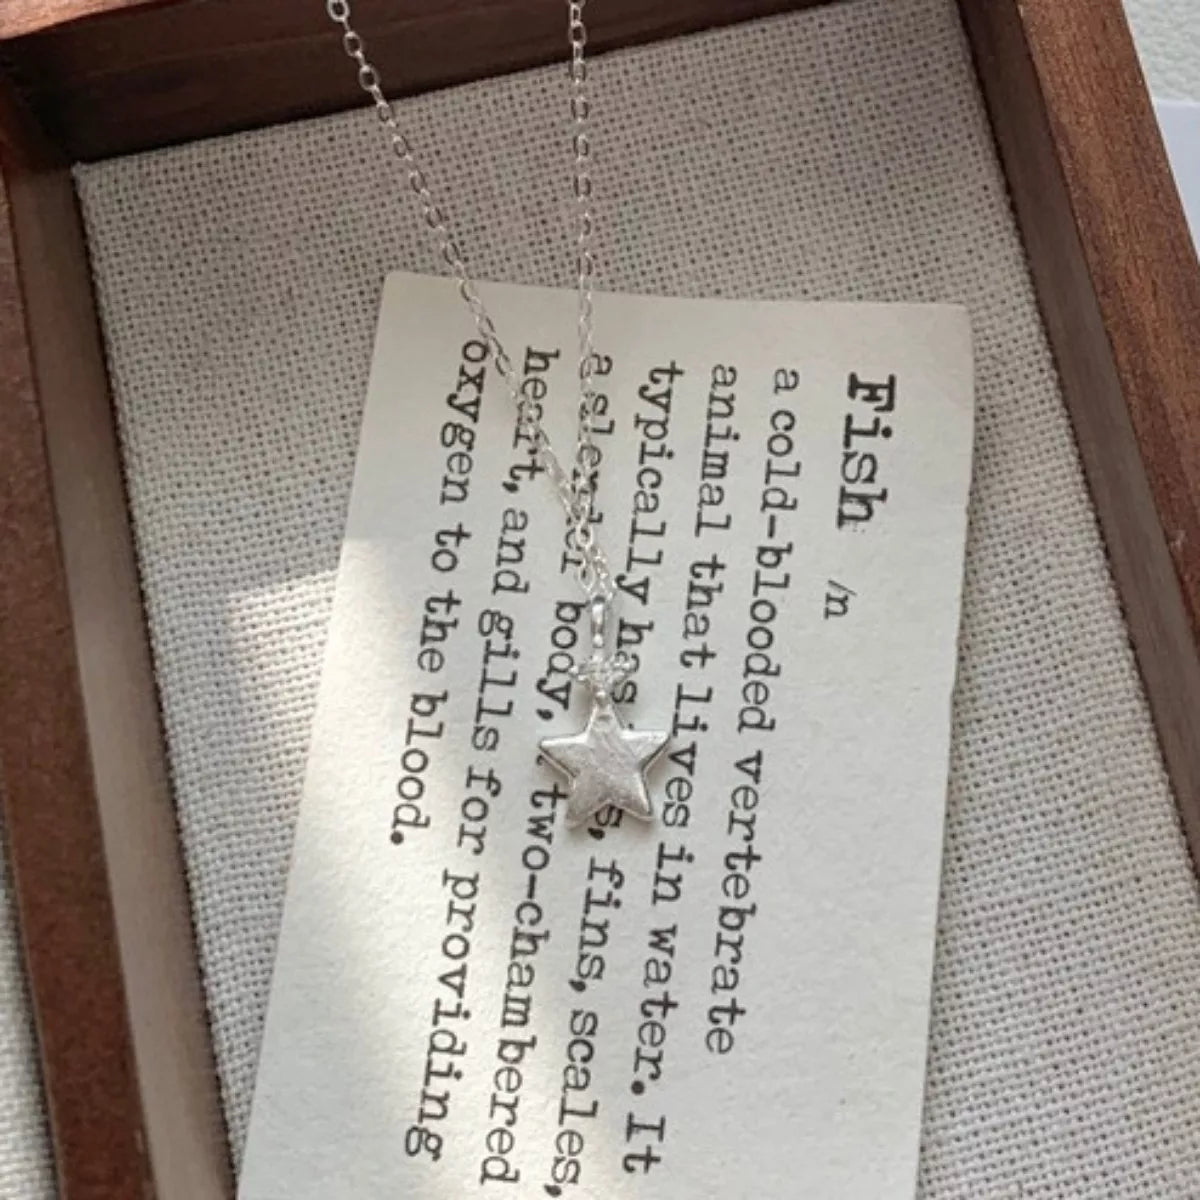 Fish /n
a cold-blooded vertebrate
animal that lives in water. It
typically has fins, scales,
a slender body, two-chambered
heart, and gills for providing
oxygen to the blood.